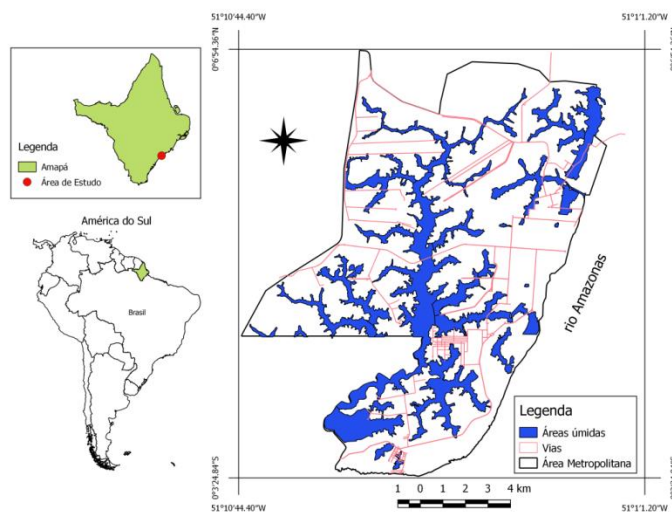 Legenda
Amapá
Área de Estudo
América do Sul
Brasil
51°10'44.40"
51°1'1.20"
0°6'54.36"N
rio Amazonas
Legenda
Áreas úmidas
Vias
Área Metropolitana
0°3'24.84"S
51°10'44.40"
51°1'1.20"
1 0 1 2 3 4 km